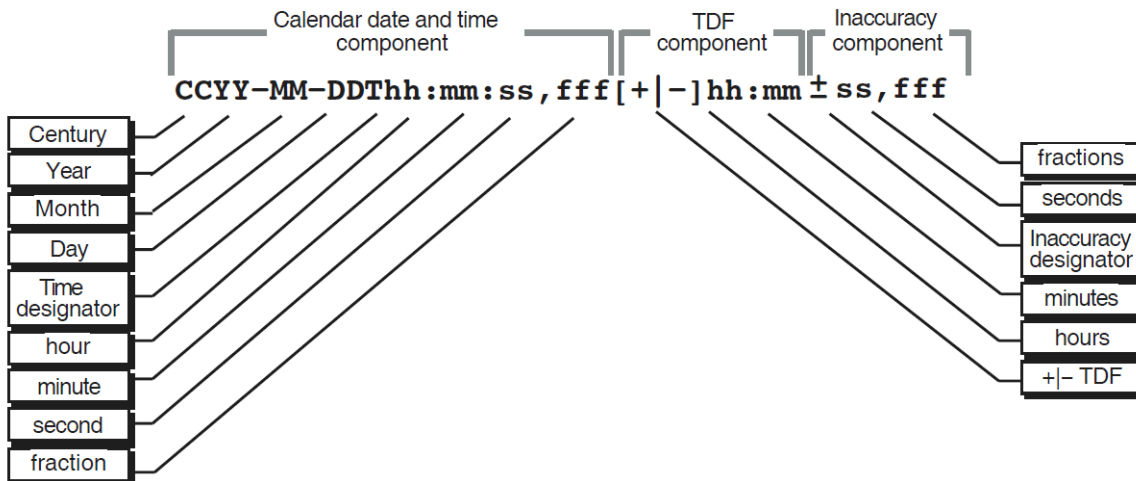 Calendar date and time
component
TDF
component
Inaccuracy
component
CCYY-MM-DDThh:mm:ss,fff[+|-]hh:mm±ss,fff
Century
Year
Month
Day
Time
designator
hour
minute
second
fraction
fractions
seconds
Inaccuracy
designator
minutes
hours
+|− TDF